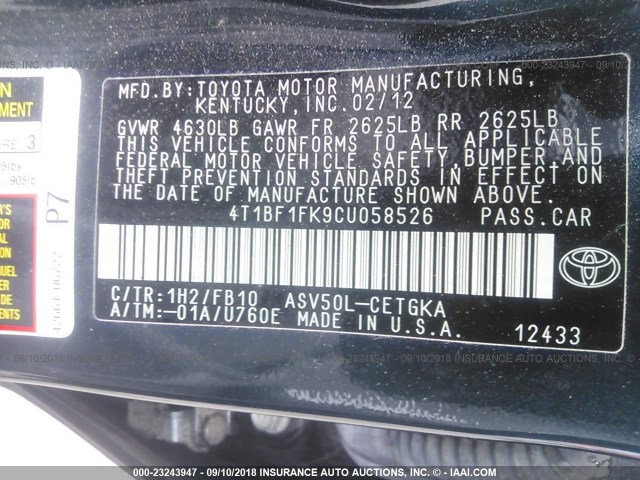 MFD.BY:TOYOTA MOTOR MANUFACTURING,
KENTUCKY, INC. 02/12
GVWR 4630LB GAWR FR 2625LB RR 2625LB
THIS VEHICLE CONFORMS TO ALL APPLICABLE
FEDERAL MOTOR VEHICLE SAFETY, BUMPER, AND
THEFT PREVENTION STANDARDS IN EFFECT ON
THE DATE OF MANUFACTURE SHOWN ABOVE.
4T1BF1FK9CU058526 PASS.CAR
C/TR:1H2/FB10 ASV50L-CETGKA
A/TM:-01A/U760E MADE IN U.S.A.
12433
TOYOTA
P7
3
000-23243947 - 09/10/2018 INSURANCE AUTO AUCTIONS, INC. - © - IAAI.COM